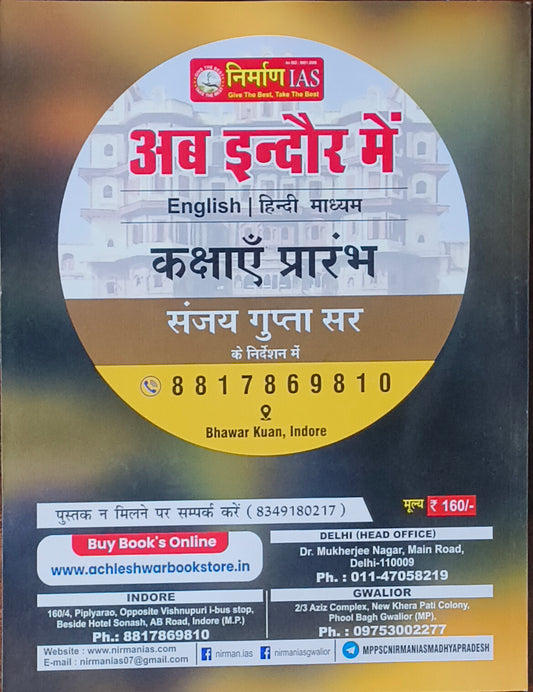 An ISO : 9001:2008
निर्माण IAS
Give The Best, Take The Best
अब इन्दौर में
English | हिन्दी माध्यम
कक्षाएँ प्रारंभ
संजय गुप्ता सर
के निर्देशन में
8817869810
Bhawar Kuan, Indore
मूल्य ₹ 160/-
पुस्तक न मिलने पर सम्पर्क करें (8349180217)
Buy Book's Online
www.achleshwarbookstore.in
DELHI (HEAD OFFICE)
Dr. Mukherjee Nagar, Main Road,
Delhi-110009
Ph. : 011-47058219
INDORE
160/4, Piplyarao, Opposite Vishnupuri i-bus stop,
Beside Hotel Sonash, AB Road, Indore (M.P.)
Ph.: 8817869810
GWALIOR
2/3 Aziz Complex, New Khera Pati Colony,
Phool Bagh Gwalior (MP),
Ph. : 09753002277
Website : www.nirmanias.com
E-mail : nirmanias07@gmail.com
nirman.ias
nirmaniasgwalior
MPPSCNIRMANIASMADHYAPRADESH